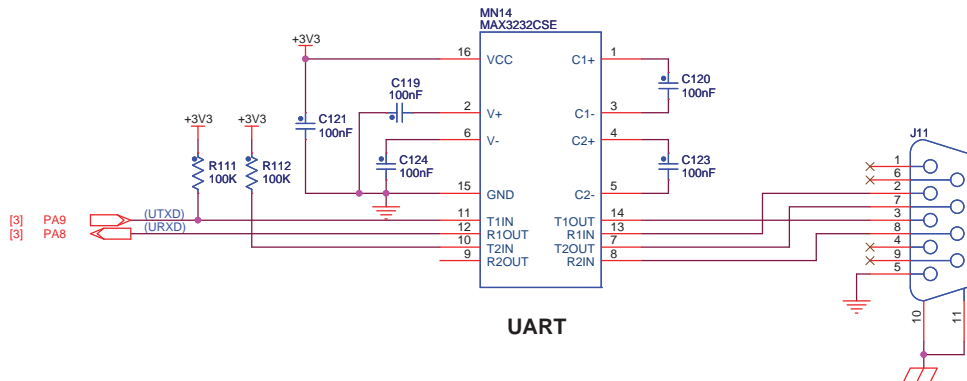 MN14
MAX3232CSE
+3V3
16 VCC C1+ 1
C119
100nF
C120
100nF
+3V3 +3V3
C121
100nF
2 V+ C1- 3
6 V- C2+ 4
J11
R111
100K
R112
100K
C124
100nF
C123
100nF
1
6
15 GND C2- 5
2
7
[3] PA9 (UTXD) 11 T1IN T1OUT 14
3
[3] PA8 (URXD) 12 R1OUT R1IN 13
8
10 T2IN T2OUT 7
4
9 R2OUT R2IN 8
9
5
UART
10
11